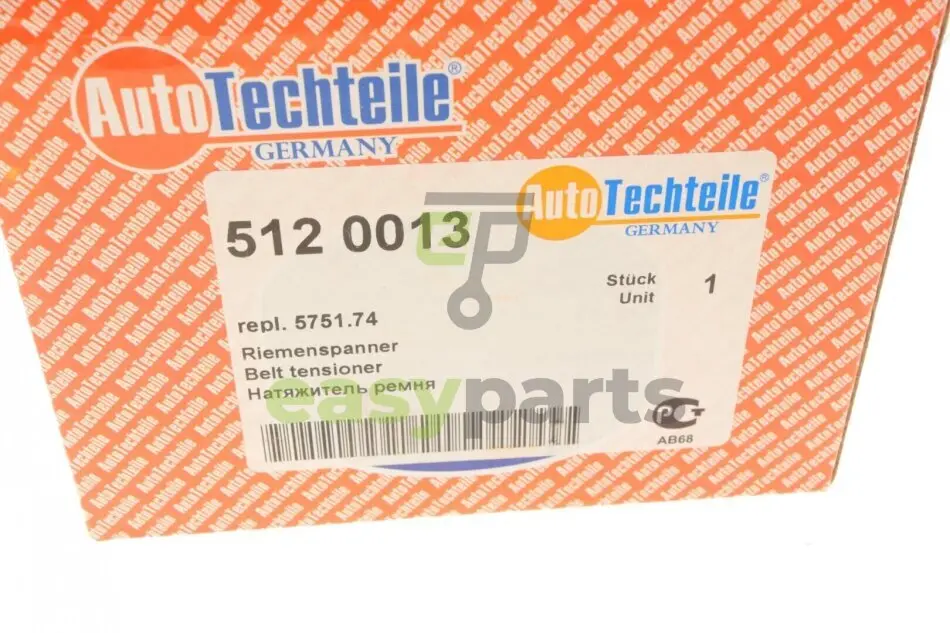 AutoTechteile®
GERMANY
AutoTechteile®
GERMANY
512 0013
Stück 1
Unit
repl. 5751.74
Riemenspanner
Belt tensioner
Натяжитель ремня
easyparts
AB68